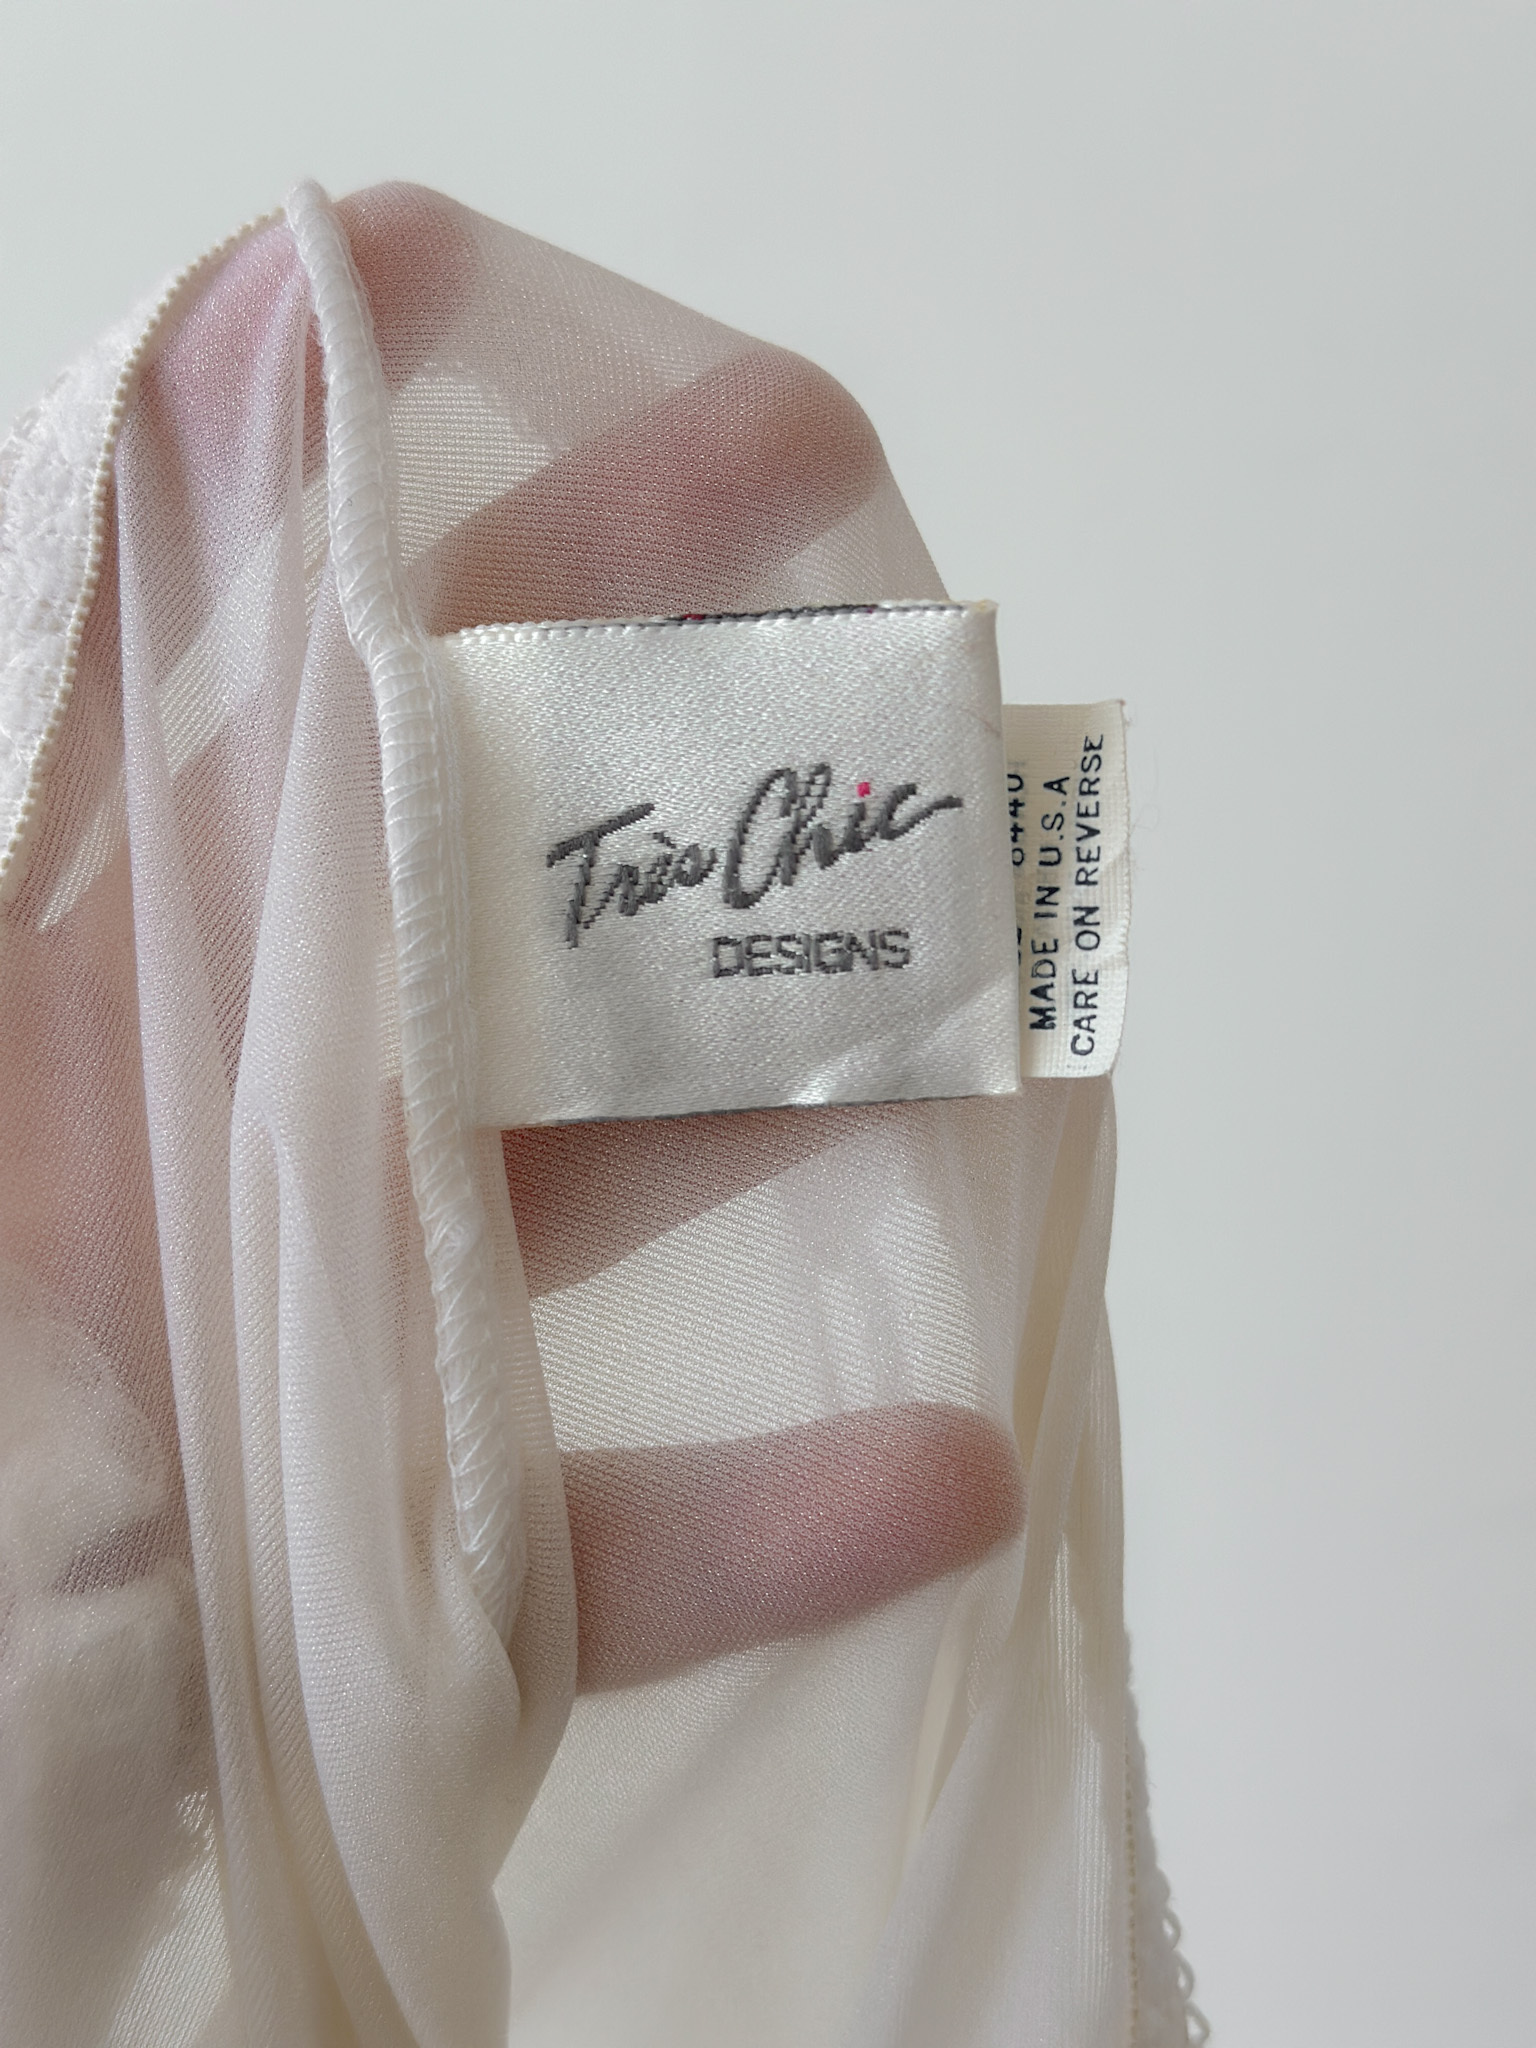 Très Chic
DESIGNS
MADE IN U.S.A
CARE ON REVERSE